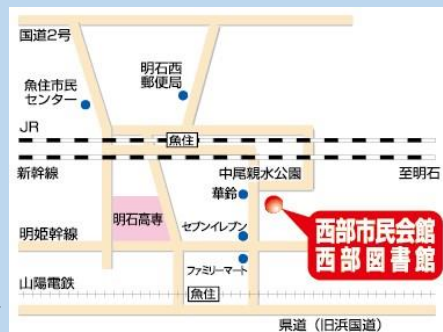 国道2号
明石西
郵便局
魚住市民
センター
JR
魚住
新幹線
中尾親水公園
至明石
華鈴
明石高専
セブンイレブン
西部市民会館
西部図書館
明姫幹線
ファミリーマート
山陽電鉄
魚住
県道（旧浜国道）